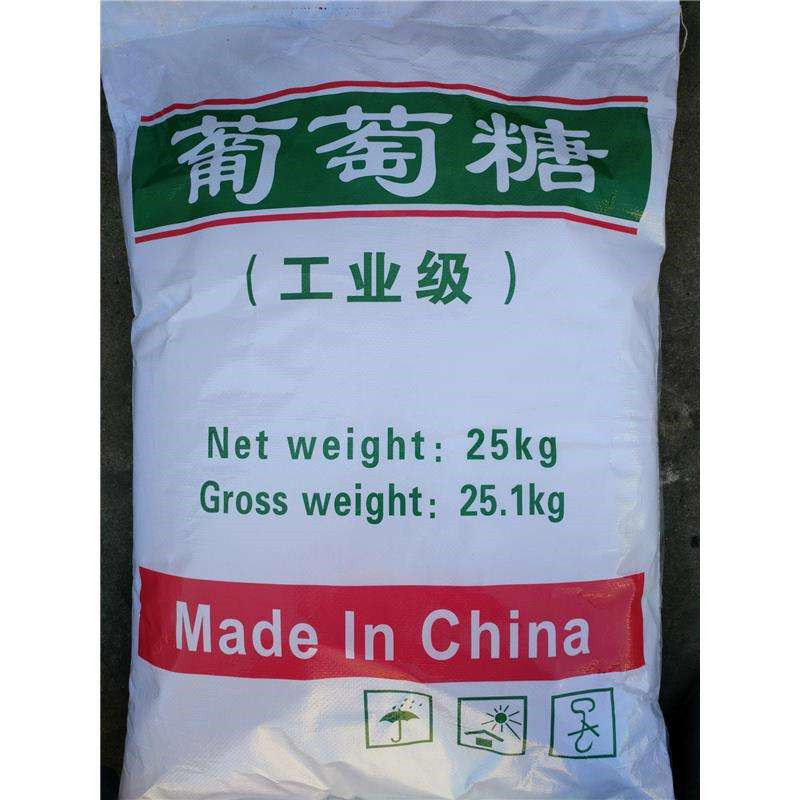 葡萄糖
（工业级）
Net weight: 25kg
Gross weight: 25.1kg
Made In China